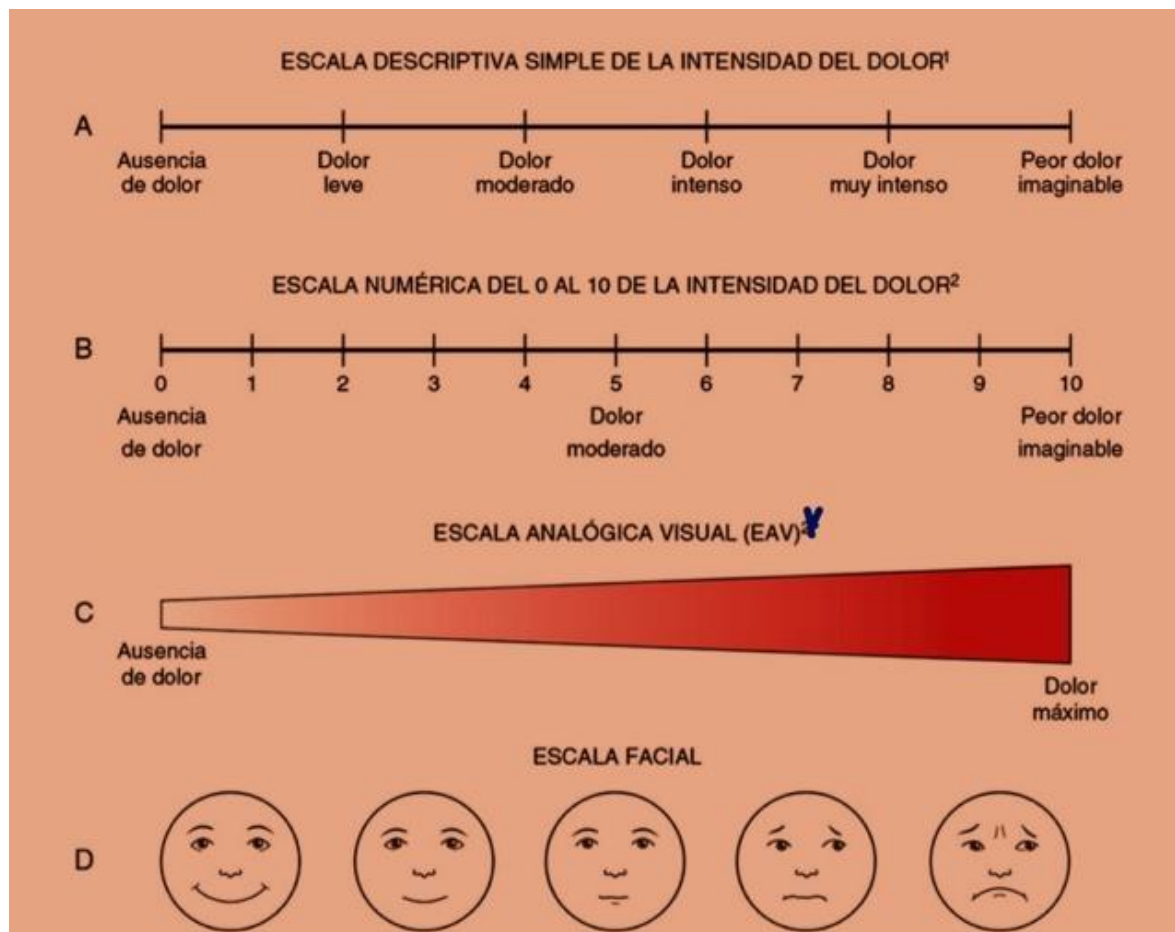 ESCALA DESCRIPTIVA SIMPLE DE LA INTENSIDAD DEL DOLOR¹
A
Ausencia de dolor
Dolor leve
Dolor moderado
Dolor intenso
Dolor muy intenso
Peor dolor imaginable
ESCALA NUMÉRICA DEL 0 AL 10 DE LA INTENSIDAD DEL DOLOR²
B
0 1 2 3 4 5 6 7 8 9 10
Ausencia de dolor
Dolor moderado
Peor dolor imaginable
ESCALA ANALÓGICA VISUAL (EAV)
C
Ausencia de dolor
Dolor máximo
ESCALA FACIAL
D